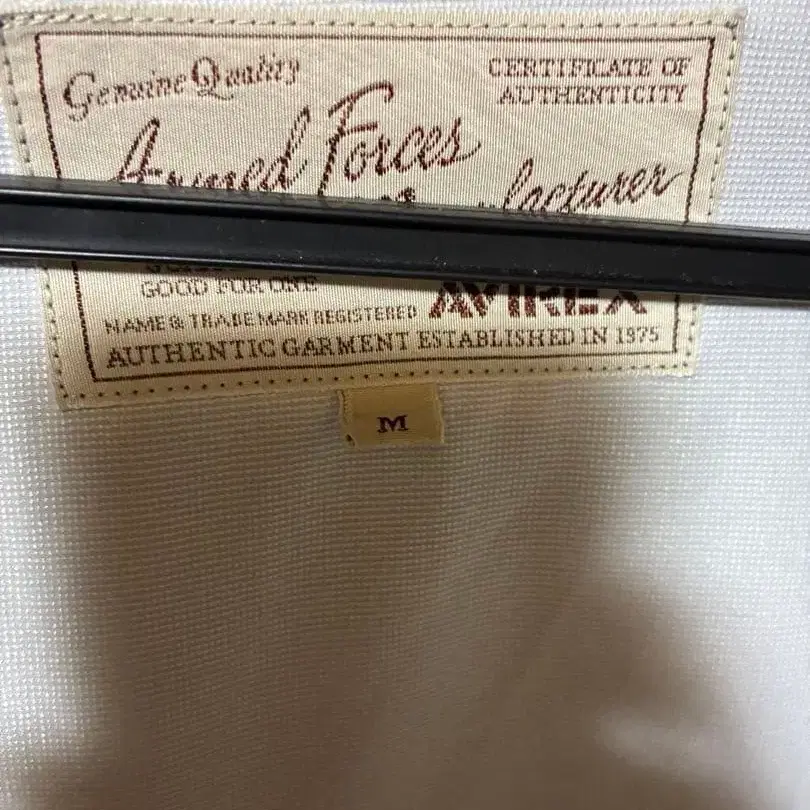 Genuine Quality
CERTIFICATE OF
AUTHENTICITY
Armed Forces
GOOD FOR ONE
AVIREX
NAME & TRADE MARK REGISTERED
AUTHENTIC GARMENT ESTABLISHED IN 1975
M